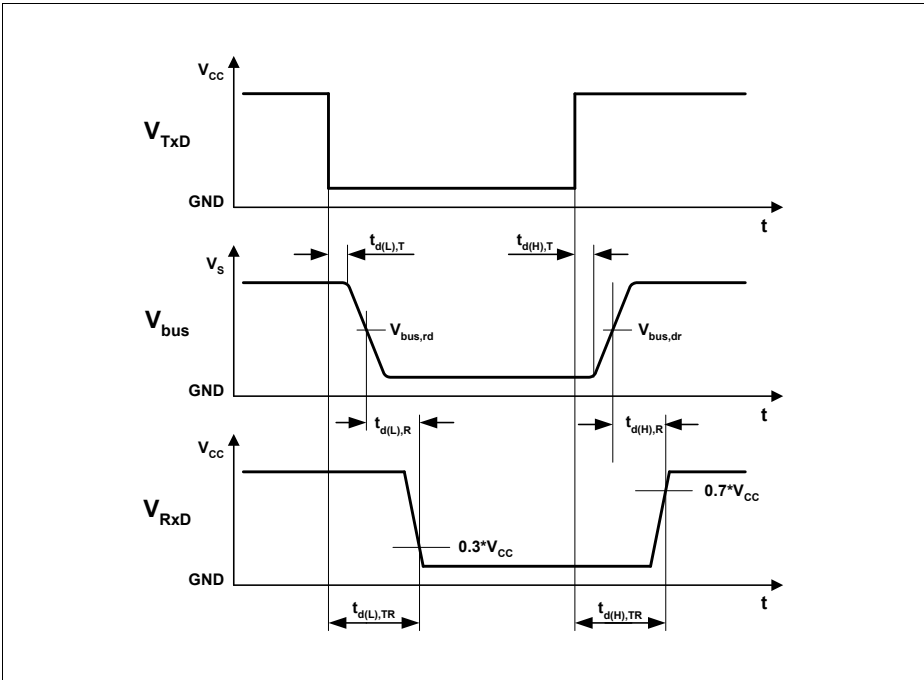 V_CC
V_TxD
GND
t
t_d(L),T
t_d(H),T
V_S
V_bus
V_bus,rd
V_bus,dr
GND
t
t_d(L),R
t_d(H),R
V_CC
V_RxD
0.7*V_CC
0.3*V_CC
GND
t
t_d(L),TR
t_d(H),TR